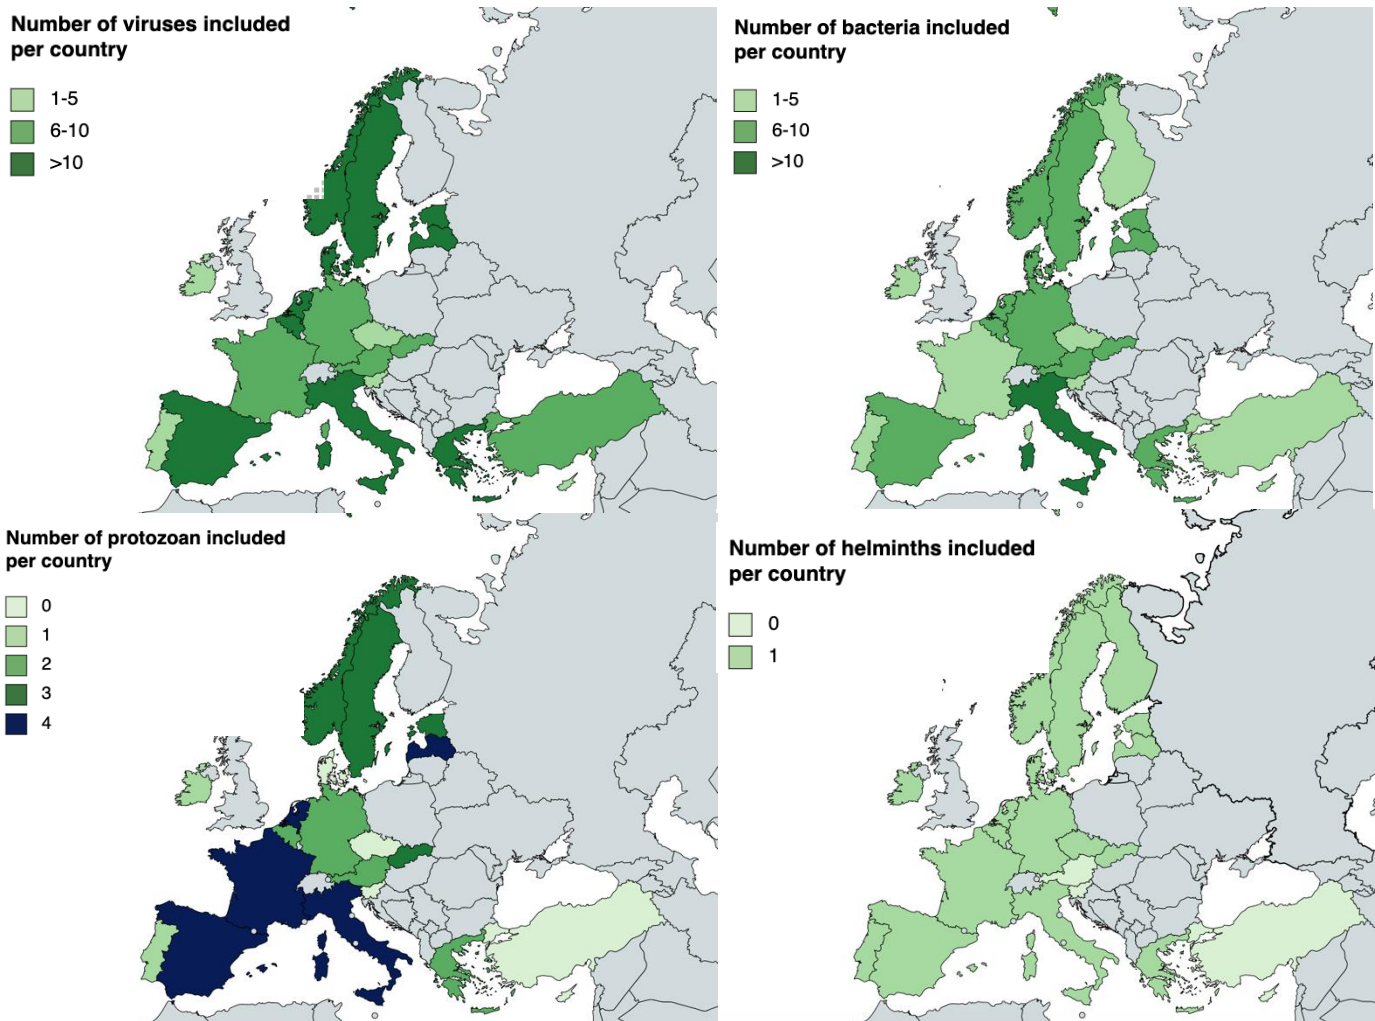 Number of viruses included
per country
1-5
6-10
>10
Number of bacteria included
per country
1-5
6-10
>10
Number of protozoan included
per country
0
1
2
3
4
Number of helminths included
per country
0
1